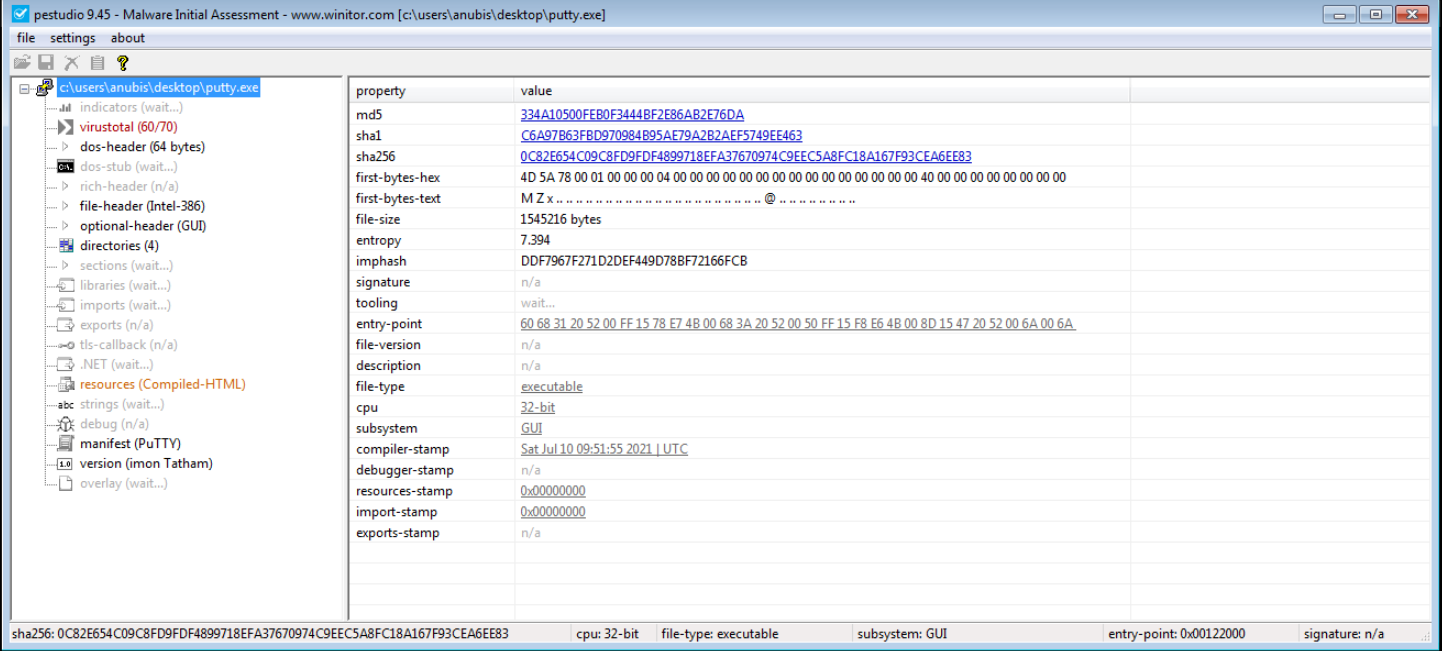 pestudio 9.45 - Malware Initial Assessment - www.winitor.com [c:\users\anubis\desktop\putty.exe]
file settings about
c:\users\anubis\desktop\putty.exe
indicators (wait...)
virustotal (60/70)
dos-header (64 bytes)
dos-stub (wait...)
rich-header (n/a)
file-header (Intel-386)
optional-header (GUI)
directories (4)
sections (wait...)
libraries (wait...)
imports (wait...)
exports (n/a)
tls-callback (n/a)
.NET (wait...)
resources (Compiled-HTML)
abc strings (wait...)
debug (n/a)
manifest (PuTTY)
1.0 version (imon Tatham)
overlay (wait...)
property value
md5 334A10500FEB0F3444BF2E86AB2E76DA
sha1 C6A97B63FBD970984B95AE79A2B2AEF5749EE463
sha256 0C82E654C09C8FD9FDF4899718EFA37670974C9EEC5A8FC18A167F93CEA6EE83
first-bytes-hex 4D 5A 78 00 01 00 00 00 04 00 00 00 00 00 00 00 00 00 00 00 00 00 00 00 40 00 00 00 00 00 00 00
first-bytes-text M Z x .. .. .. .. .. .. .. .. .. .. .. .. .. .. .. .. .. .. .. .. .. @ .. .. .. .. .. .. ..
file-size 1545216 bytes
entropy 7.394
imphash DDF7967F271D2DEF449D78BF72166FCB
signature n/a
tooling wait...
entry-point 60 68 31 20 52 00 FF 15 78 E7 4B 00 68 3A 20 52 00 50 FF 15 F8 E6 4B 00 8D 15 47 20 52 00 6A 00 6A
file-version n/a
description n/a
file-type executable
cpu 32-bit
subsystem GUI
compiler-stamp Sat Jul 10 09:51:55 2021 | UTC
debugger-stamp n/a
resources-stamp 0x00000000
import-stamp 0x00000000
exports-stamp n/a
sha256: 0C82E654C09C8FD9FDF4899718EFA37670974C9EEC5A8FC18A167F93CEA6EE83 cpu: 32-bit file-type: executable subsystem: GUI entry-point: 0x00122000 signature: n/a